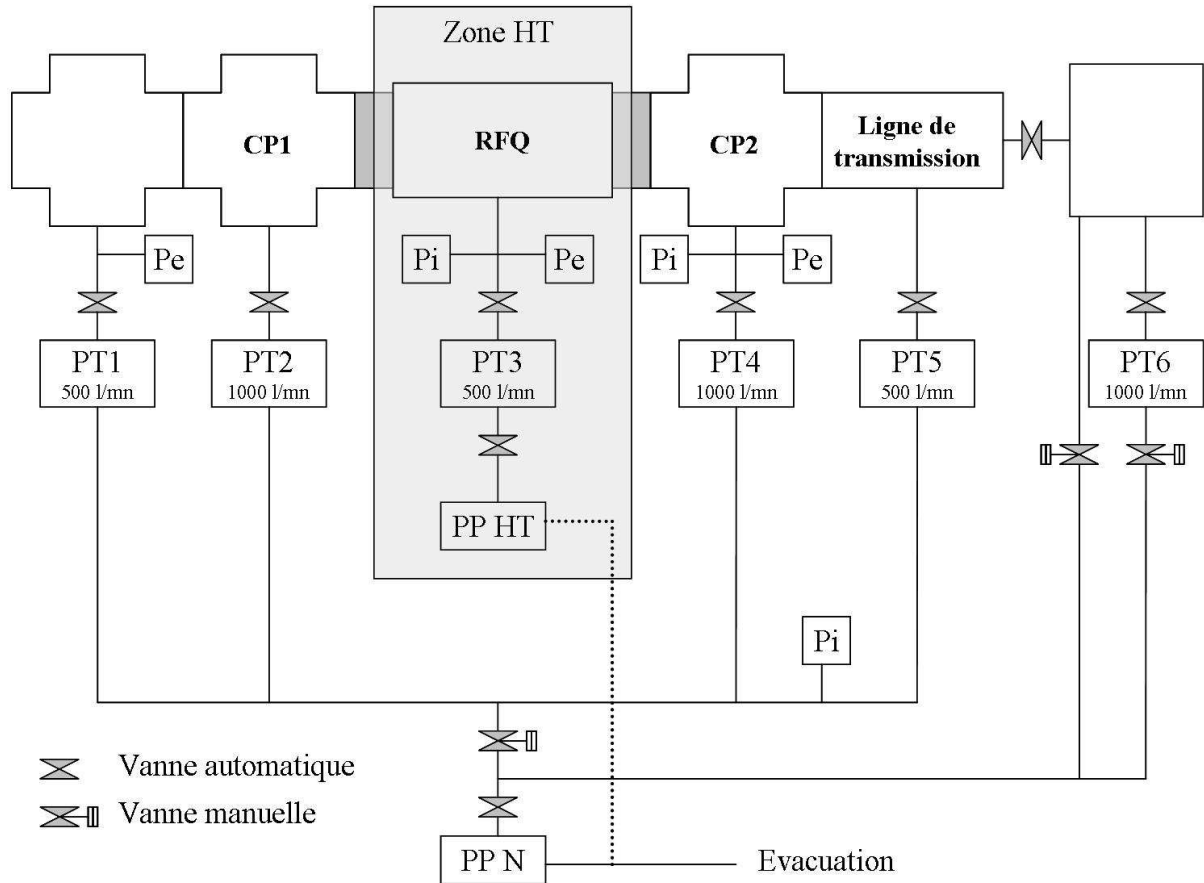 Zone HT
CP1
RFQ
CP2
Ligne de
transmission
Pe
Pi
Pe
Pi
Pe
PT1
500 l/mn
PT2
1000 l/mn
PT3
500 l/mn
PT4
1000 l/mn
PT5
500 l/mn
PT6
1000 l/mn
PP HT
Pi
Vanne automatique
Vanne manuelle
PP N
Evacuation